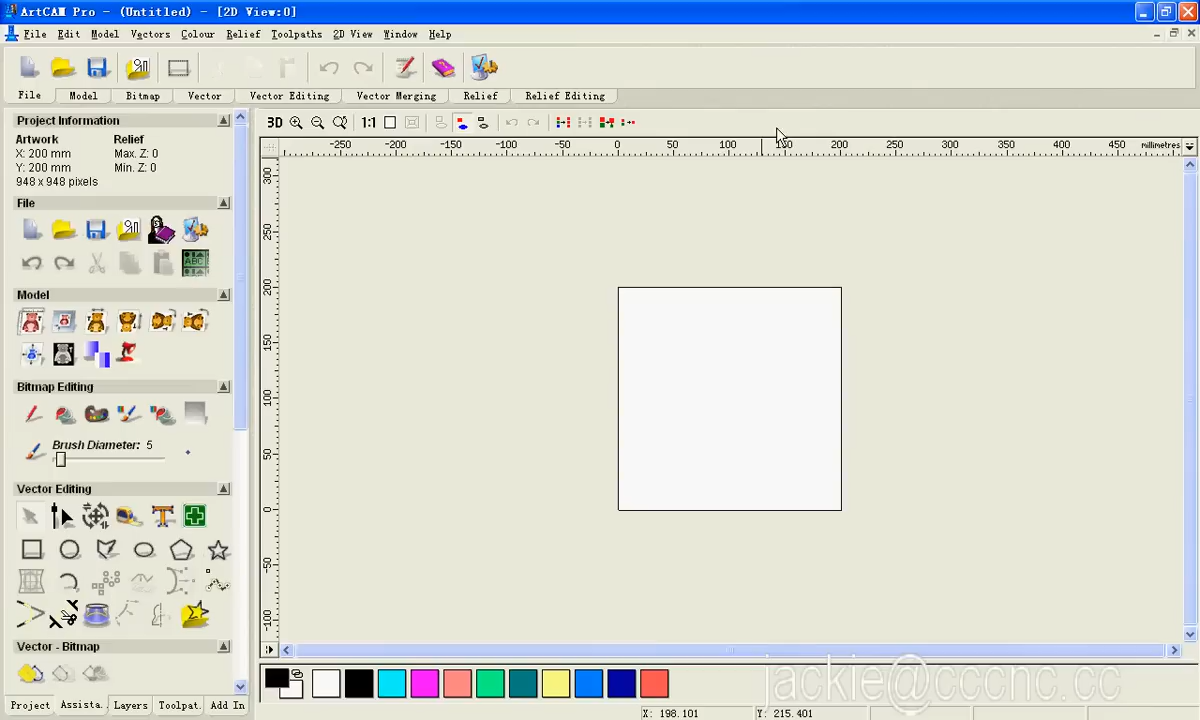 ArtCAM Pro - (Untitled) - [2D View:0]
File Edit Model Vectors Colour Relief Toolpaths 2D View Window Help
File Model Bitmap Vector Vector Editing Vector Merging Relief Relief Editing
Project Information
Artwork Relief
X: 200 mm Max. Z: 0
Y: 200 mm Min. Z: 0
948 x 948 pixels
File
ABC
Model
Bitmap Editing
Brush Diameter: 5
Vector Editing
Vector - Bitmap
Project Assista. Layers Toolpat. Add In
3D 1:1
-250 -200 -150 -100 -50 0 50 100 150 200 250 300 350 400 450 millimetres
300
250
200
150
100
50
0
-50
-100
jackie@cccnc.cc
X: 198.101 Y: 215.401